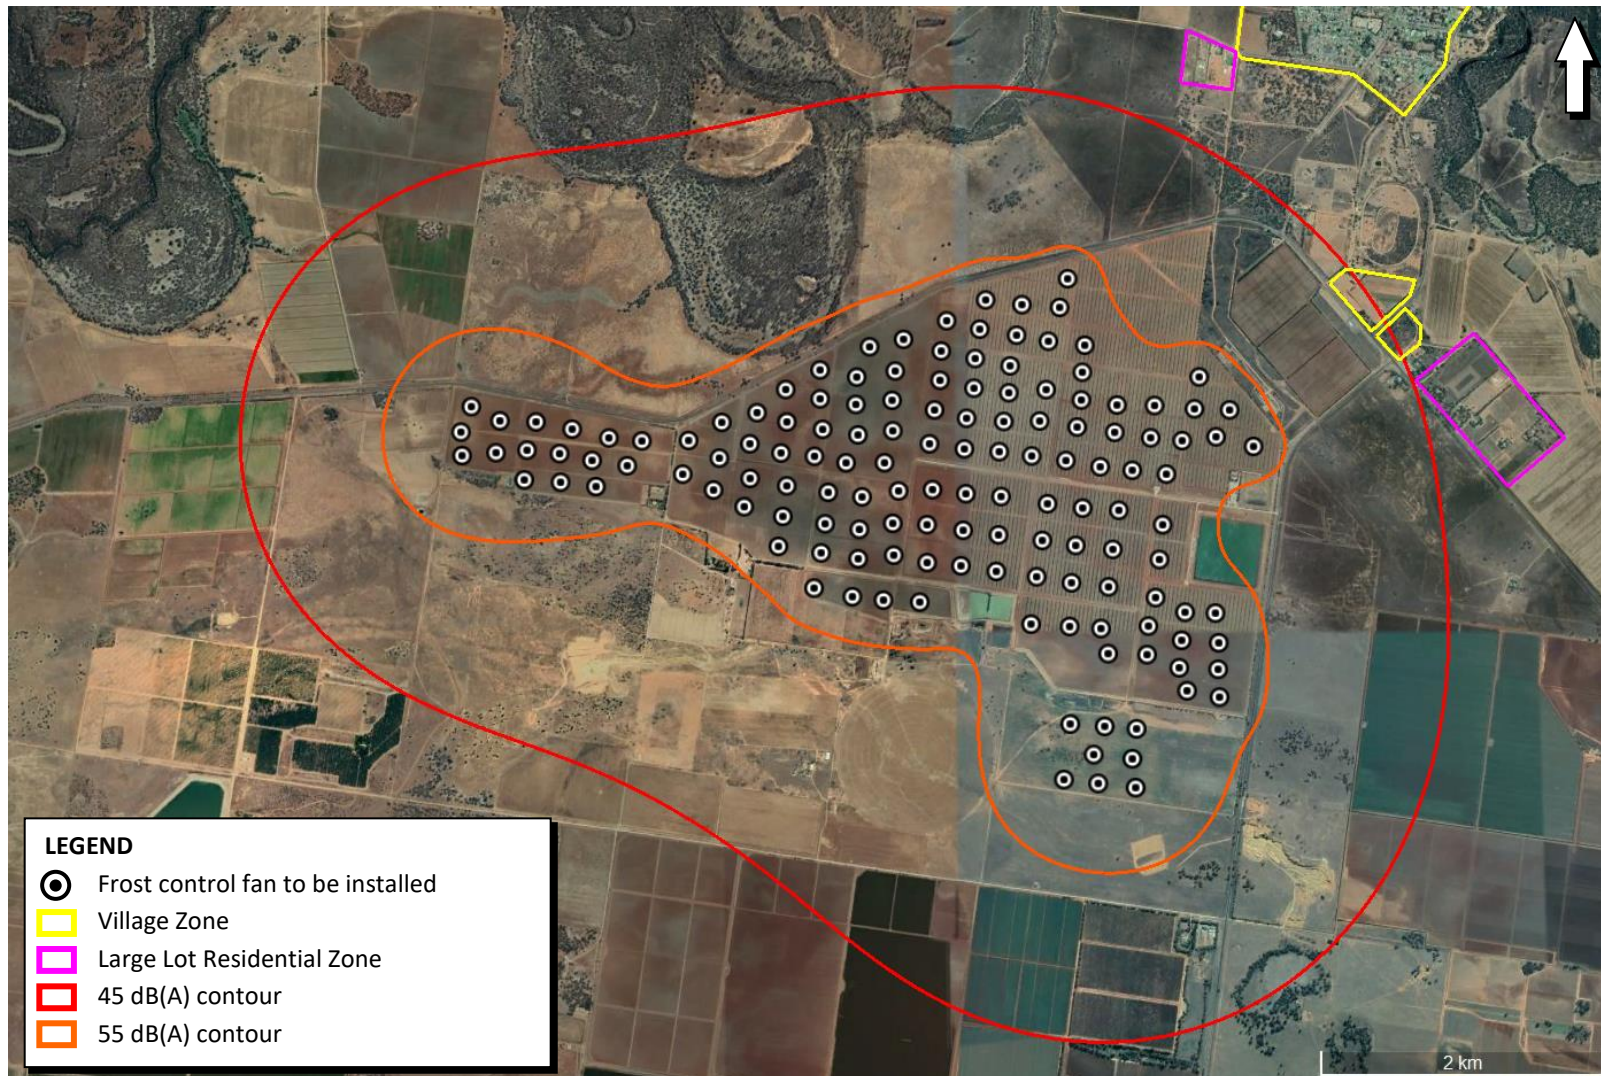 LEGEND
Frost control fan to be installed
Village Zone
Large Lot Residential Zone
45 dB(A) contour
55 dB(A) contour
2 km